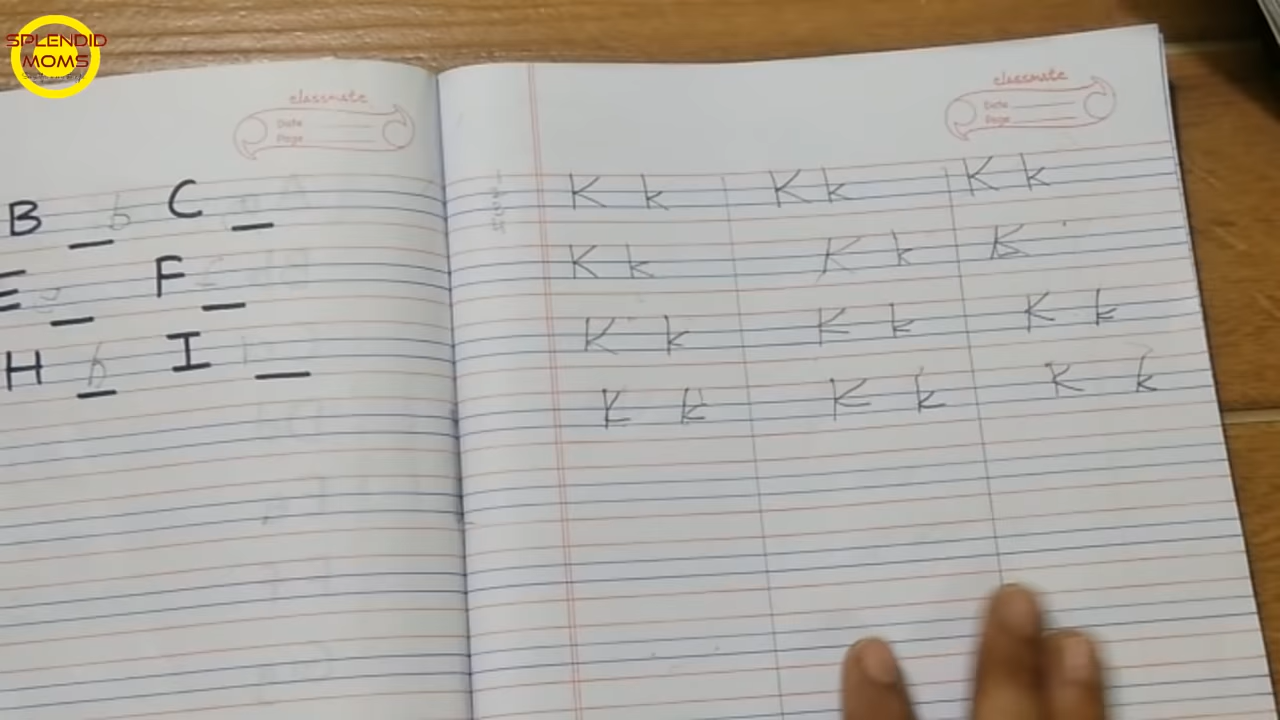 SPLENDID
MOMS
classmate
Date
Page
B b C
E e F
H h I
classmate
Date
Page
K k K k K k
K k K k K
K k K k K k
K k K k K k